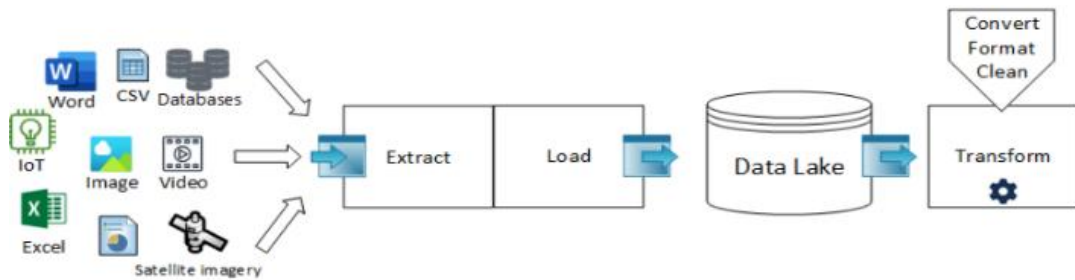 Convert
Format
Clean
W
Word
CSV
Databases
IoT
Image
Video
Extract
Load
Data Lake
Transform
X
Excel
Satellite imagery